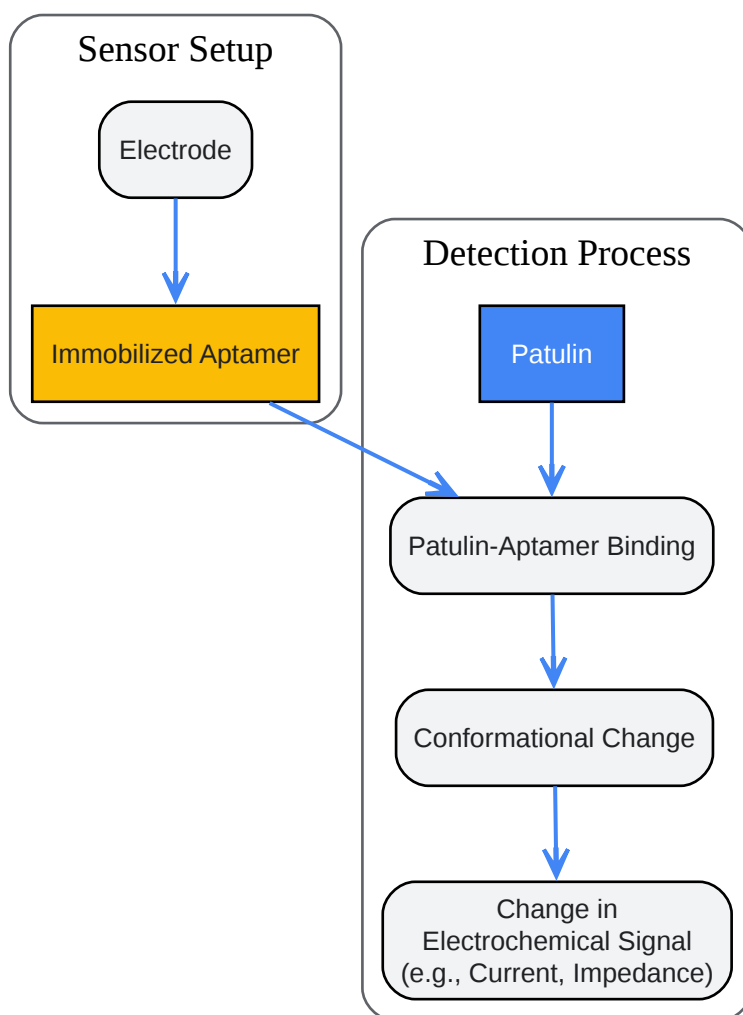 Sensor Setup
Electrode
Immobilized Aptamer
Detection Process
Patulin
Patulin-Aptamer Binding
Conformational Change
Change in
Electrochemical Signal
(e.g., Current, Impedance)